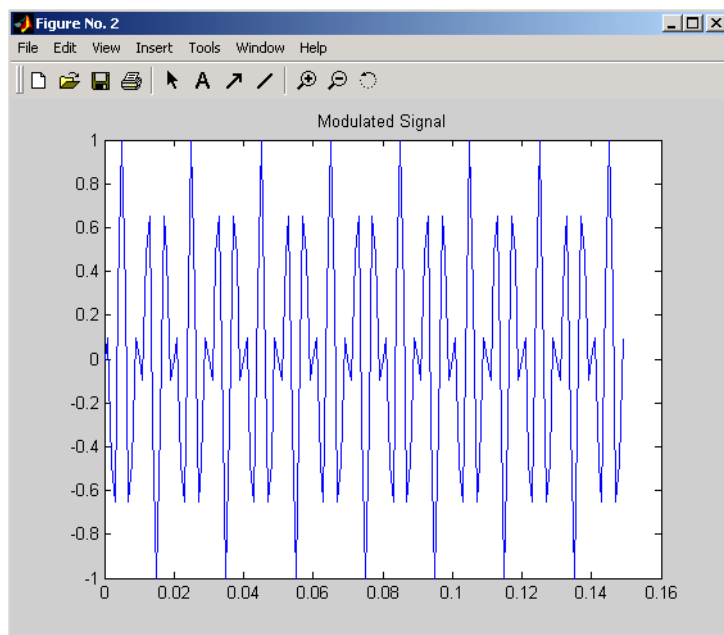 Figure No. 2
File Edit View Insert Tools Window Help
A
Modulated Signal
1
0.8
0.6
0.4
0.2
0
-0.2
-0.4
-0.6
-0.8
-1
0 0.02 0.04 0.06 0.08 0.1 0.12 0.14 0.16